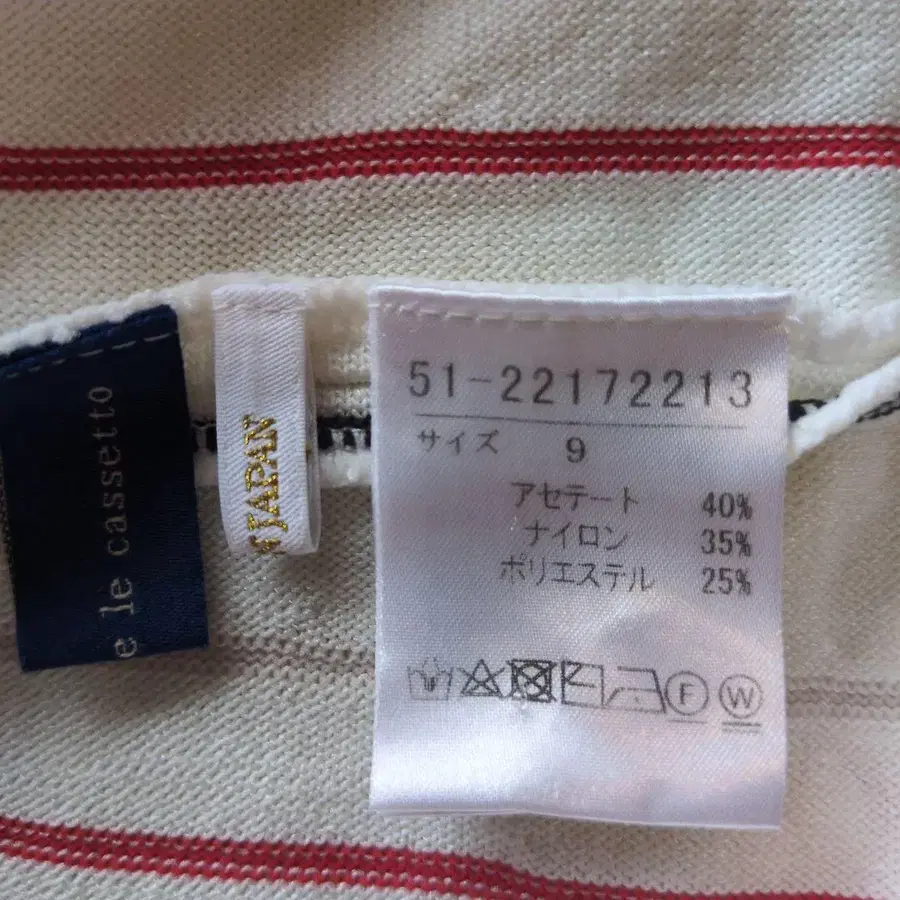 e le cassetto
JAPAN
51-22172213
サイズ 9
アセテート 40%
ナイロン 35%
ポリエステル 25%
F W